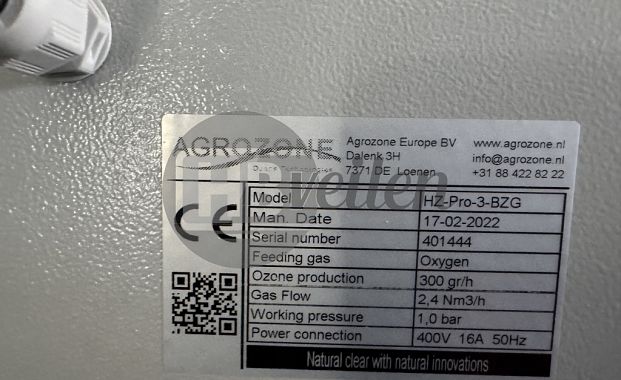 AGROZONE
Ozone Technologies
Agrozone Europe BV
Dalenk 3H
7371 DE Loenen
www.agrozone.nl
info@agrozone.nl
+31 88 422 82 22
Model HZ-Pro-3-BZG
Man. Date 17-02-2022
Serial number 401444
Feeding gas Oxygen
Ozone production 300 gr/h
Gas Flow 2,4 Nm3/h
Working pressure 1,0 bar
Power connection 400V 16A 50Hz
CE
Natural clear with natural innovations